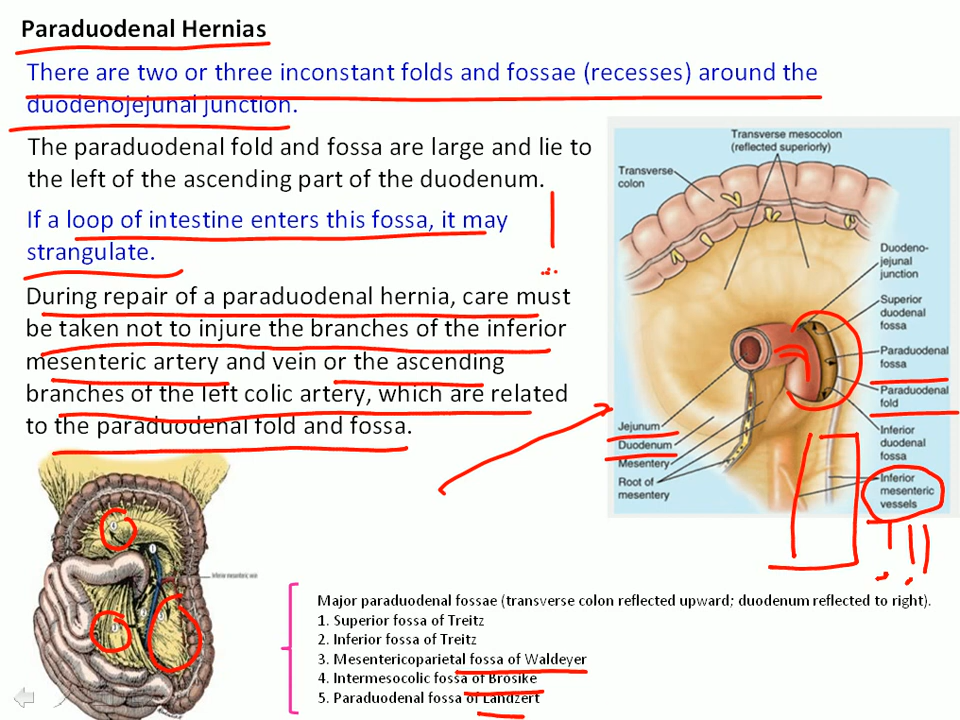 Paraduodenal Hernias
There are two or three inconstant folds and fossae (recesses) around the
duodenojejunal junction.
The paraduodenal fold and fossa are large and lie to
the left of the ascending part of the duodenum.
If a loop of intestine enters this fossa, it may
strangulate.
During repair of a paraduodenal hernia, care must
be taken not to injure the branches of the inferior
mesenteric artery and vein or the ascending
branches of the left colic artery, which are related
to the paraduodenal fold and fossa.
Transverse mesocolon
(reflected superiorly)
Transverse
colon
Duodeno-
jejunal
junction
Superior
duodenal
fossa
Paraduodenal
fossa
Paraduodenal
fold
Inferior
duodenal
fossa
Inferior
mesenteric
vessels
Jejunum
Duodenum
Mesentery
Root of
mesentery
Major paraduodenal fossae (transverse colon reflected upward; duodenum reflected to right).
1. Superior fossa of Treitz
2. Inferior fossa of Treitz
3. Mesentericoparietal fossa of Waldeyer
4. Intermesocolic fossa of Brosike
5. Paraduodenal fossa of Landzert